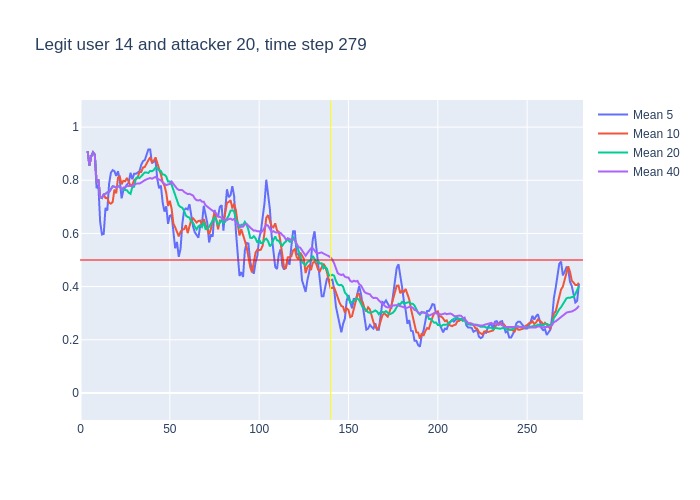 Legit user 14 and attacker 20, time step 279
Mean 5
Mean 10
Mean 20
Mean 40
1
0.8
0.6
0.4
0.2
0
0 50 100 150 200 250